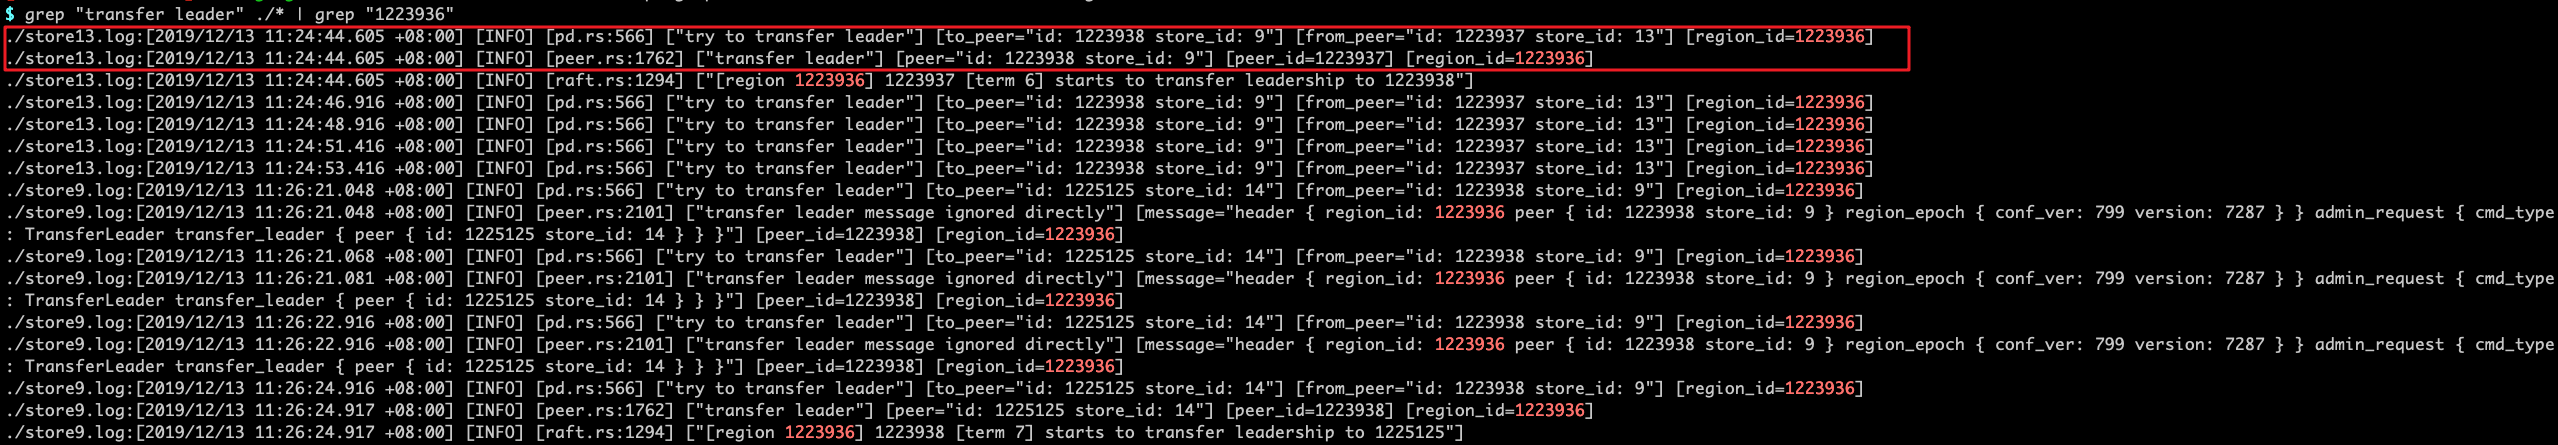 $ grep "transfer leader" ./* | grep "1223936"
./store13.log:[2019/12/13 11:24:44.605 +08:00] [INFO] [pd.rs:566] ["try to transfer leader"] [to_peer="id: 1223938 store_id: 9"] [from_peer="id: 1223937 store_id: 13"] [region_id=1223936]
./store13.log:[2019/12/13 11:24:44.605 +08:00] [INFO] [peer.rs:1762] ["transfer leader"] [peer="id: 1223938 store_id: 9"] [peer_id=1223937] [region_id=1223936]
./store13.log:[2019/12/13 11:24:44.605 +08:00] [INFO] [raft.rs:1294] ["[region 1223936] 1223937 [term 6] starts to transfer leadership to 1223938"]
./store13.log:[2019/12/13 11:24:46.916 +08:00] [INFO] [pd.rs:566] ["try to transfer leader"] [to_peer="id: 1223938 store_id: 9"] [from_peer="id: 1223937 store_id: 13"] [region_id=1223936]
./store13.log:[2019/12/13 11:24:48.916 +08:00] [INFO] [pd.rs:566] ["try to transfer leader"] [to_peer="id: 1223938 store_id: 9"] [from_peer="id: 1223937 store_id: 13"] [region_id=1223936]
./store13.log:[2019/12/13 11:24:51.416 +08:00] [INFO] [pd.rs:566] ["try to transfer leader"] [to_peer="id: 1223938 store_id: 9"] [from_peer="id: 1223937 store_id: 13"] [region_id=1223936]
./store13.log:[2019/12/13 11:24:53.416 +08:00] [INFO] [pd.rs:566] ["try to transfer leader"] [to_peer="id: 1223938 store_id: 9"] [from_peer="id: 1223937 store_id: 13"] [region_id=1223936]
./store9.log:[2019/12/13 11:26:21.048 +08:00] [INFO] [pd.rs:566] ["try to transfer leader"] [to_peer="id: 1225125 store_id: 14"] [from_peer="id: 1223938 store_id: 9"] [region_id=1223936]
./store9.log:[2019/12/13 11:26:21.048 +08:00] [INFO] [peer.rs:2101] ["transfer leader message ignored directly"] [message="header { region_id: 1223936 peer { id: 1223938 store_id: 9 } region_epoch { conf_ver: 799 version: 7287 } } admin_request { cmd_type
: TransferLeader transfer_leader { peer { id: 1225125 store_id: 14 } } }"] [peer_id=1223938] [region_id=1223936]
./store9.log:[2019/12/13 11:26:21.068 +08:00] [INFO] [pd.rs:566] ["try to transfer leader"] [to_peer="id: 1225125 store_id: 14"] [from_peer="id: 1223938 store_id: 9"] [region_id=1223936]
./store9.log:[2019/12/13 11:26:21.081 +08:00] [INFO] [peer.rs:2101] ["transfer leader message ignored directly"] [message="header { region_id: 1223936 peer { id: 1223938 store_id: 9 } region_epoch { conf_ver: 799 version: 7287 } } admin_request { cmd_type
: TransferLeader transfer_leader { peer { id: 1225125 store_id: 14 } } }"] [peer_id=1223938] [region_id=1223936]
./store9.log:[2019/12/13 11:26:22.916 +08:00] [INFO] [pd.rs:566] ["try to transfer leader"] [to_peer="id: 1225125 store_id: 14"] [from_peer="id: 1223938 store_id: 9"] [region_id=1223936]
./store9.log:[2019/12/13 11:26:22.916 +08:00] [INFO] [peer.rs:2101] ["transfer leader message ignored directly"] [message="header { region_id: 1223936 peer { id: 1223938 store_id: 9 } region_epoch { conf_ver: 799 version: 7287 } } admin_request { cmd_type
: TransferLeader transfer_leader { peer { id: 1225125 store_id: 14 } } }"] [peer_id=1223938] [region_id=1223936]
./store9.log:[2019/12/13 11:26:24.916 +08:00] [INFO] [pd.rs:566] ["try to transfer leader"] [to_peer="id: 1225125 store_id: 14"] [from_peer="id: 1223938 store_id: 9"] [region_id=1223936]
./store9.log:[2019/12/13 11:26:24.917 +08:00] [INFO] [peer.rs:1762] ["transfer leader"] [peer="id: 1225125 store_id: 14"] [peer_id=1223938] [region_id=1223936]
./store9.log:[2019/12/13 11:26:24.917 +08:00] [INFO] [raft.rs:1294] ["[region 1223936] 1223938 [term 7] starts to transfer leadership to 1225125"]